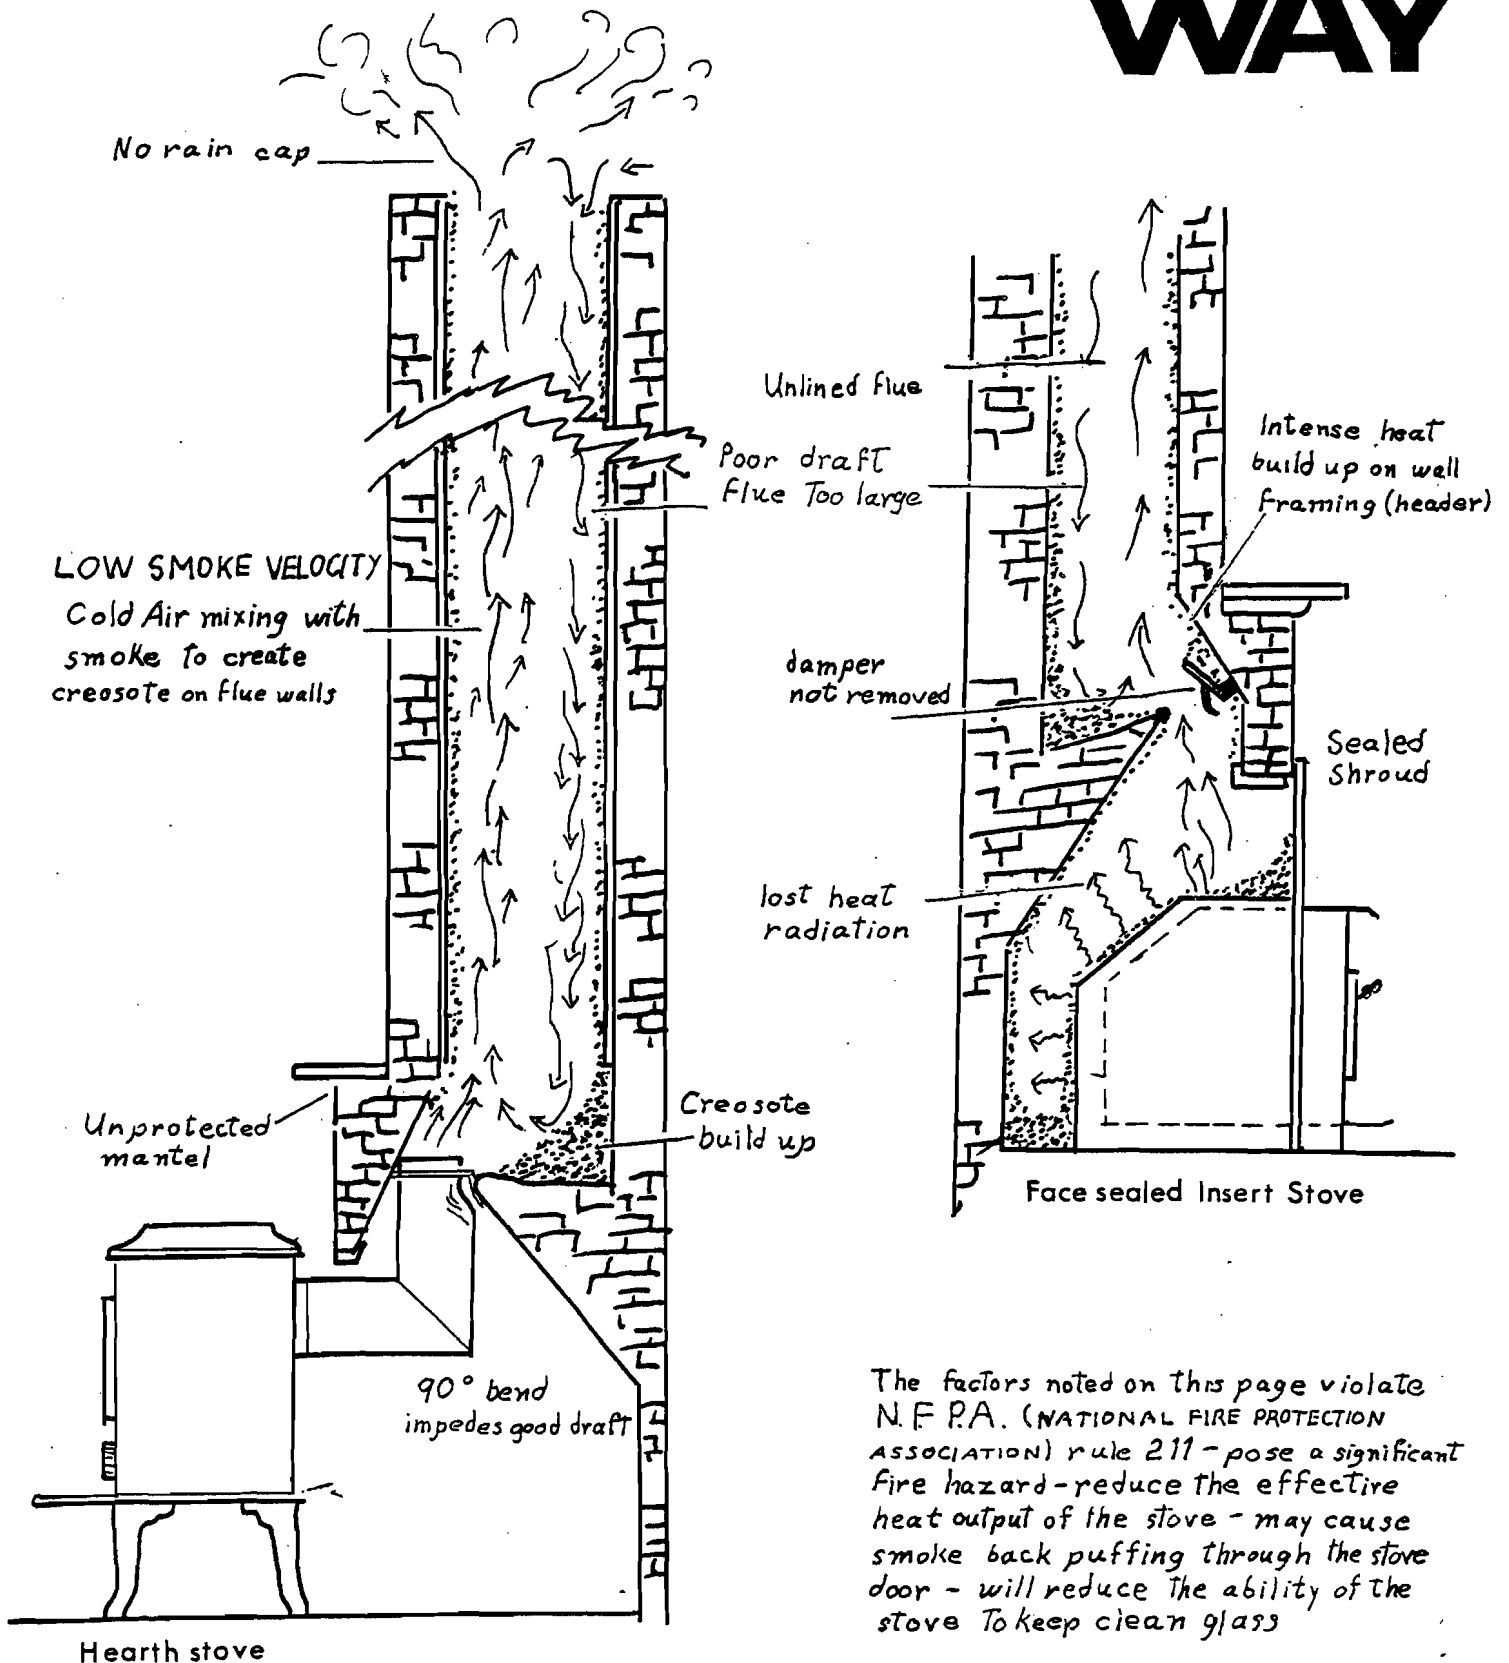 WAY
No rain cap
Unlined flue
Poor draft
Flue Too large
Intense heat
build up on wall
framing (header)
LOW SMOKE VELOCITY
Cold Air mixing with
smoke to create
creosote on flue walls
damper
not removed
Sealed
Shroud
lost heat
radiation
Unprotected
mantel
Creosote
build up
Face sealed Insert Stove
90° bend
impedes good draft
The factors noted on this page violate
N.F.P.A. (NATIONAL FIRE PROTECTION
ASSOCIATION) rule 211 - pose a significant
fire hazard - reduce the effective
heat output of the stove - may cause
smoke back puffing through the stove
door - will reduce the ability of the
stove To keep clean glass
Hearth stove